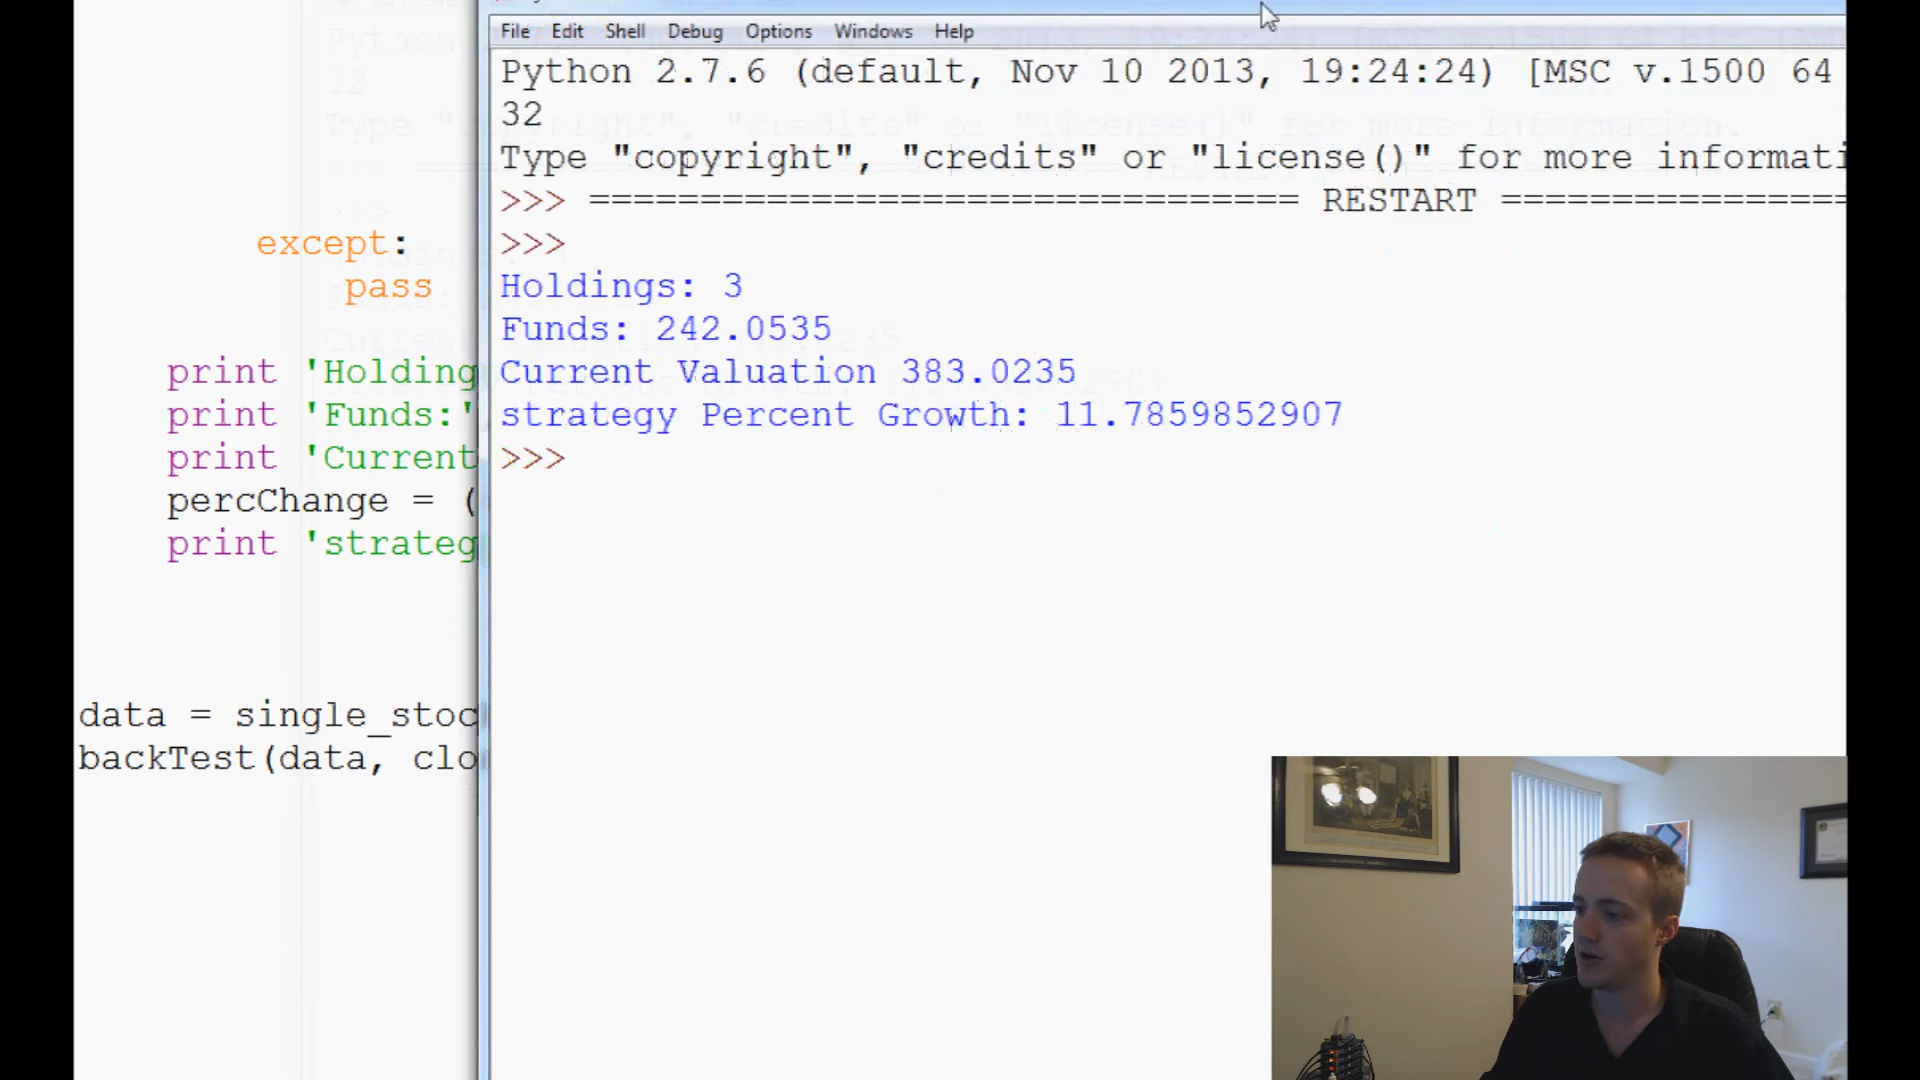 File Edit Shell Debug Options Windows Help
Python 2.7.6 (default, Nov 10 2013, 19:24:24) [MSC v.1500 64
32
Type "copyright", "credits" or "license()" for more informati
>>> ================================ RESTART ================
>>>
Holdings: 3
Funds: 242.0535
Current Valuation 383.0235
strategy Percent Growth: 11.7859852907
>>>
except:
pass
print 'Holding
print 'Funds:'
print 'Current
percChange = (
print 'strateg
data = single_stoc
backTest(data, clo